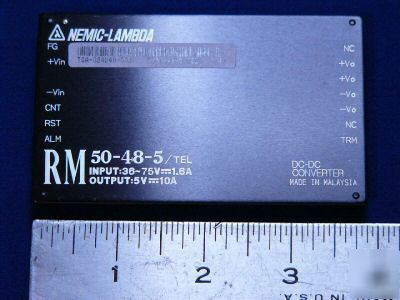 NEMIC-LAMBDA
FG
+Vin
-Vin
CNT
RST
ALM
NC
+Vo
+Vo
-Vo
-Vo
NC
TRM
RM 50-48-5/TEL
INPUT:36-75V⎓1.6A
OUTPUT:5V⎓10A
DC-DC
CONVERTER
MADE IN MALAYSIA
1 2 3
U.S.A.